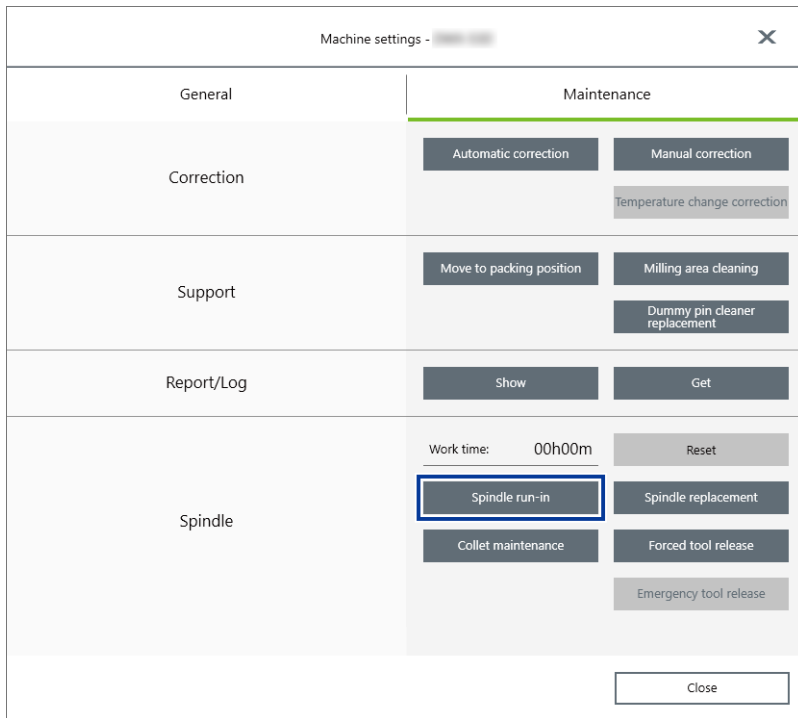 Machine settings -
General
Maintenance
Correction
Automatic correction
Manual correction
Temperature change correction
Support
Move to packing position
Milling area cleaning
Dummy pin cleaner
replacement
Report/Log
Show
Get
Spindle
Work time: 00h00m
Reset
Spindle run-in
Spindle replacement
Collet maintenance
Forced tool release
Emergency tool release
Close